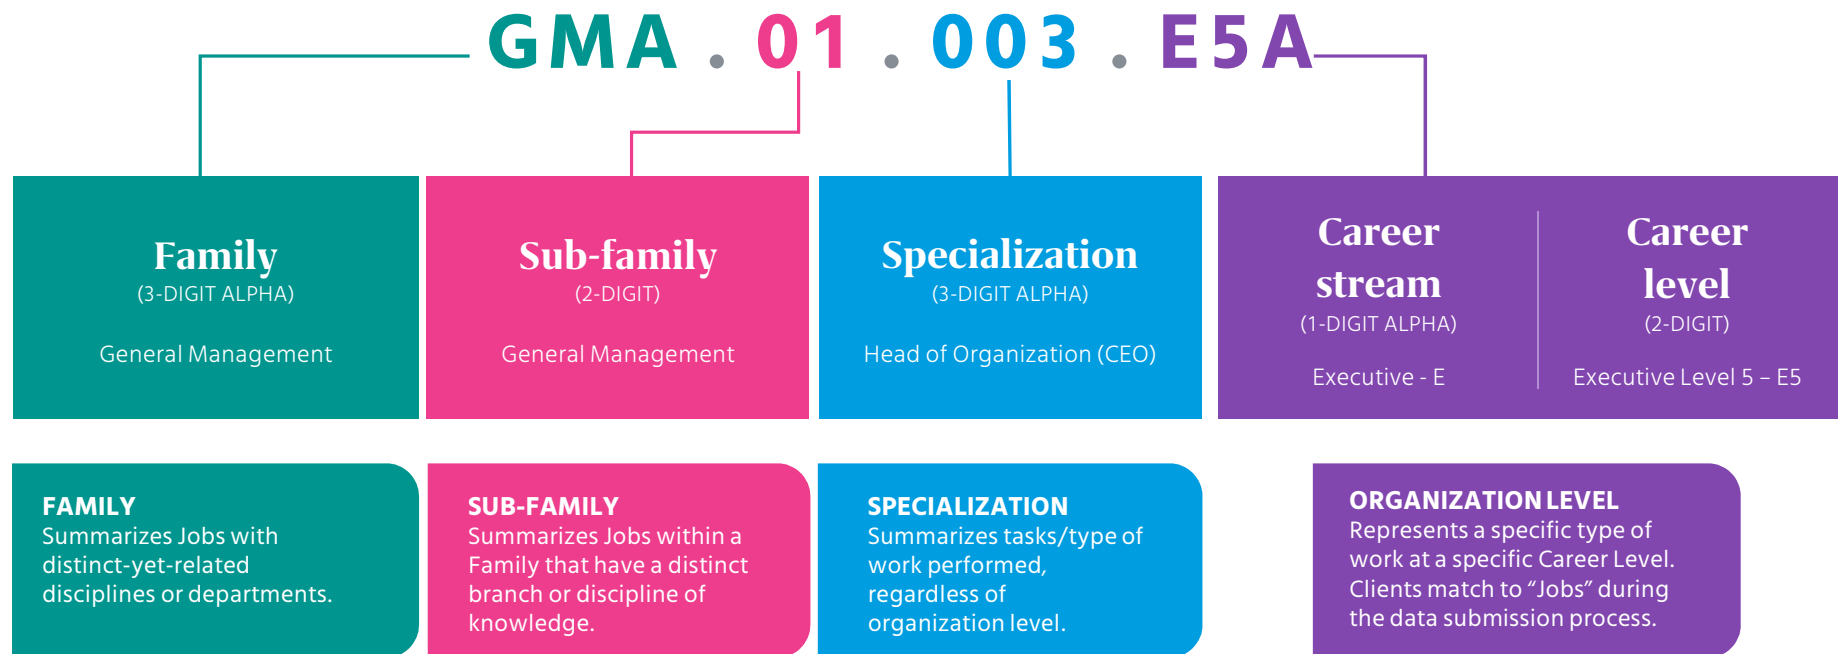 GMA . 01 . 003 . E5A
Family
(3-DIGIT ALPHA)
General Management
Sub-family
(2-DIGIT)
General Management
Specialization
(3-DIGIT ALPHA)
Head of Organization (CEO)
Career
stream
(1-DIGIT ALPHA)
Executive - E
Career
level
(2-DIGIT)
Executive Level 5 – E5
FAMILY
Summarizes Jobs with
distinct-yet-related
disciplines or departments.
SUB-FAMILY
Summarizes Jobs within a
Family that have a distinct
branch or discipline of
knowledge.
SPECIALIZATION
Summarizes tasks/type of
work performed,
regardless of
organization level.
ORGANIZATION LEVEL
Represents a specific type of
work at a specific Career Level.
Clients match to “Jobs” during
the data submission process.